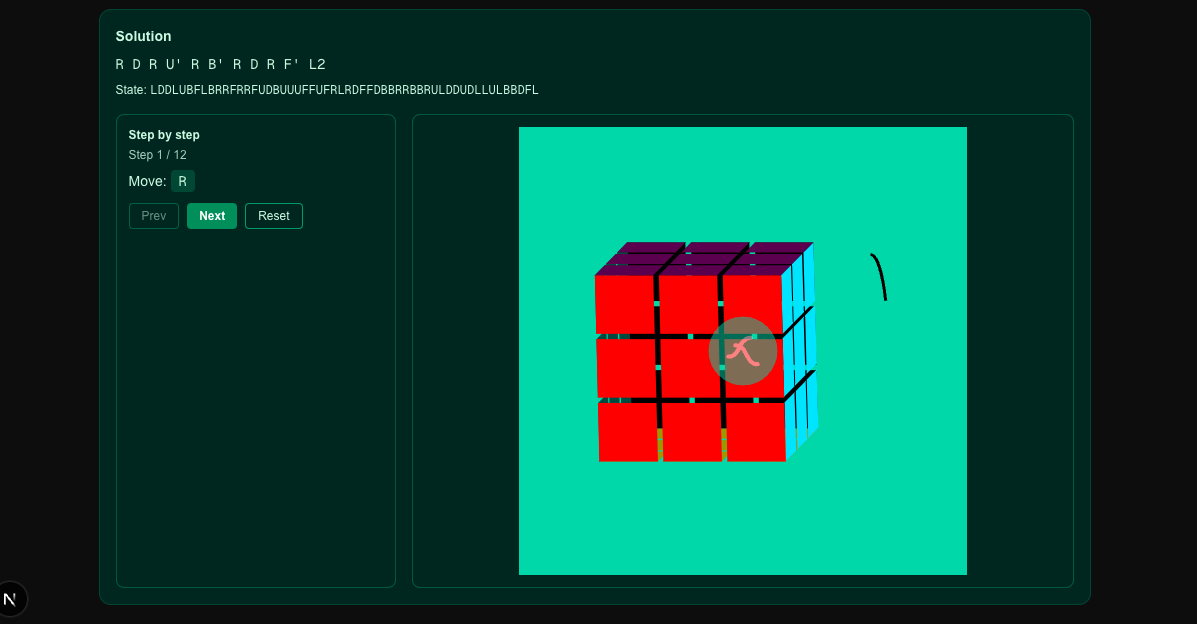 Solution
R D R U' R B' R D R F' L2
State: LDDLUBFLBRRFRRFUDBUUUFFUFRLRDFFDBBRRBBRULDDUDLLULBBDFL
Step by step
Step 1 / 12
Move: R
Prev Next Reset
N